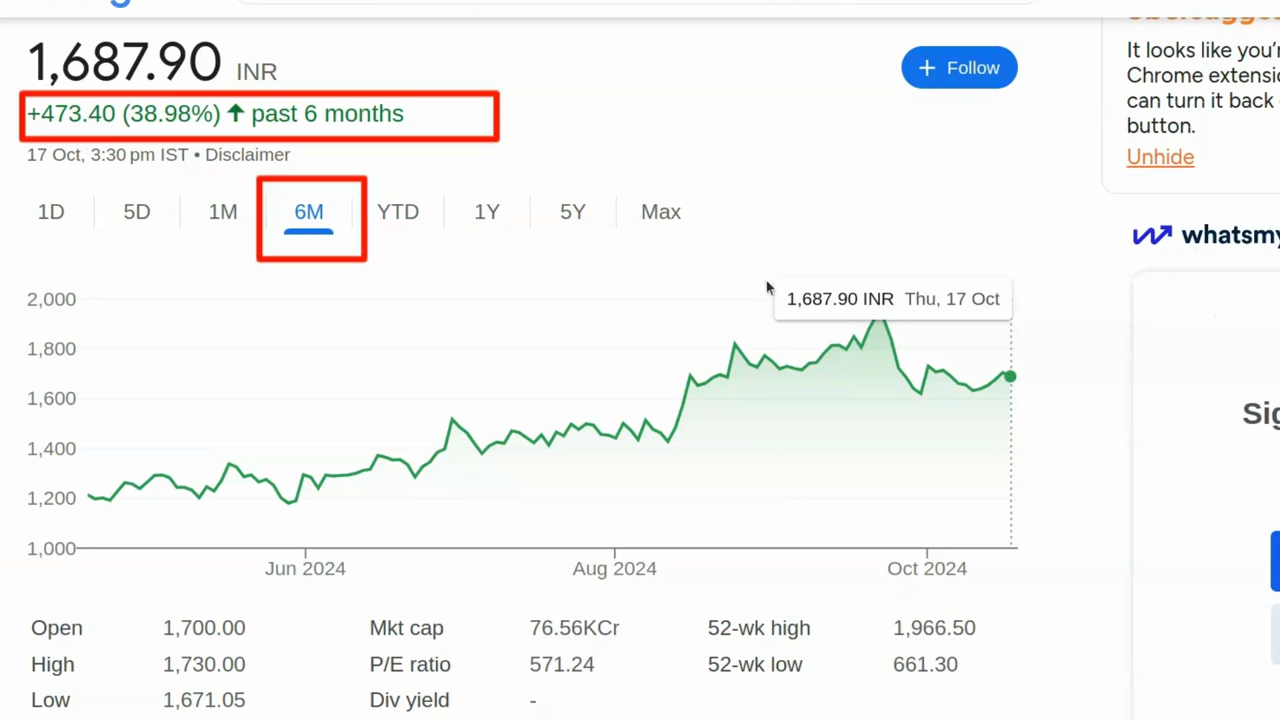 1,687.90 INR
+ Follow
+473.40 (38.98%) ↑ past 6 months
17 Oct, 3:30 pm IST • Disclaimer
1D 5D 1M 6M YTD 1Y 5Y Max
1,687.90 INR Thu, 17 Oct
2,000
1,800
1,600
1,400
1,200
1,000
Jun 2024 Aug 2024 Oct 2024
Open 1,700.00 Mkt cap 76.56KCr 52-wk high 1,966.50
High 1,730.00 P/E ratio 571.24 52-wk low 661.30
Low 1,671.05 Div yield -
It looks like
Chrome
can turn it back
button.
Unhide